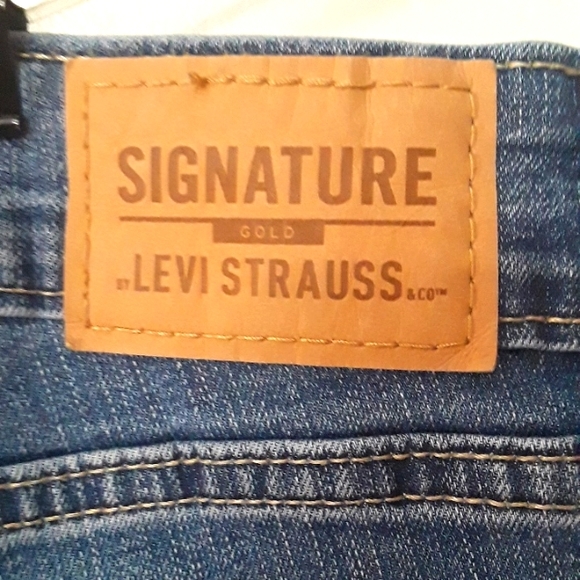 SIGNATURE
GOLD
BY LEVI STRAUSS & CO™